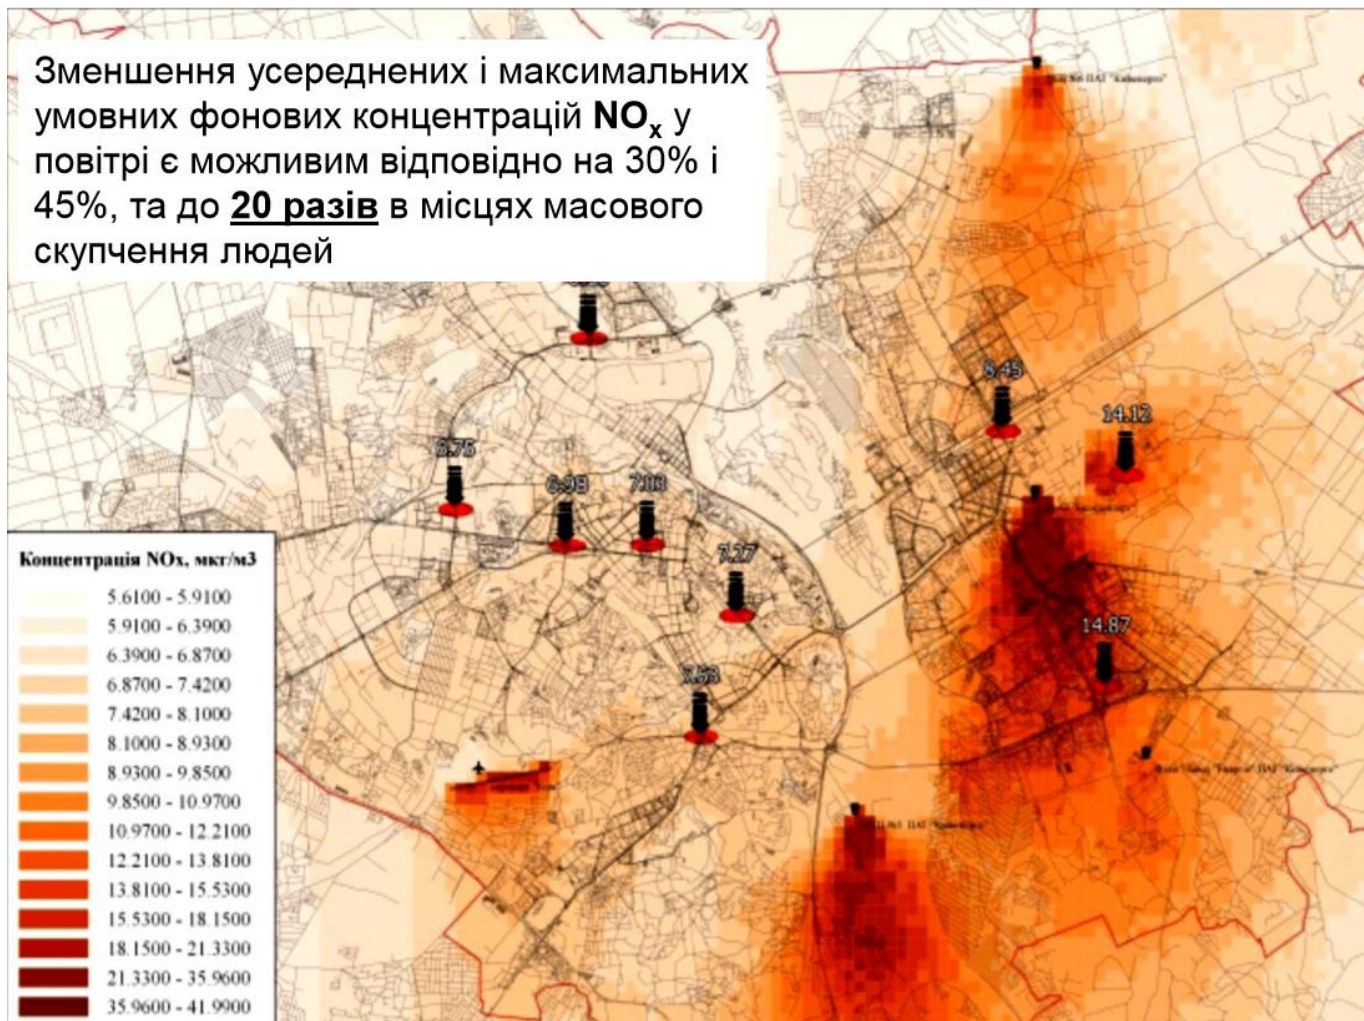 Зменшення усереднених і максимальних
умовних фонових концентрацій NOx у
повітрі є можливим відповідно на 30% і
45%, та до 20 разів в місцях масового
скупчення людей
8.45
14.12
6.98
7.03
7.27
14.87
7.53
Концентрація NOx, мкг/м3
5.6100 - 5.9100
5.9100 - 6.3900
6.3900 - 6.8700
6.8700 - 7.4200
7.4200 - 8.1000
8.1000 - 8.9300
8.9300 - 9.8500
9.8500 - 10.9700
10.9700 - 12.2100
12.2100 - 13.8100
13.8100 - 15.5300
15.5300 - 18.1500
18.1500 - 21.3300
21.3300 - 35.9600
35.9600 - 41.9900